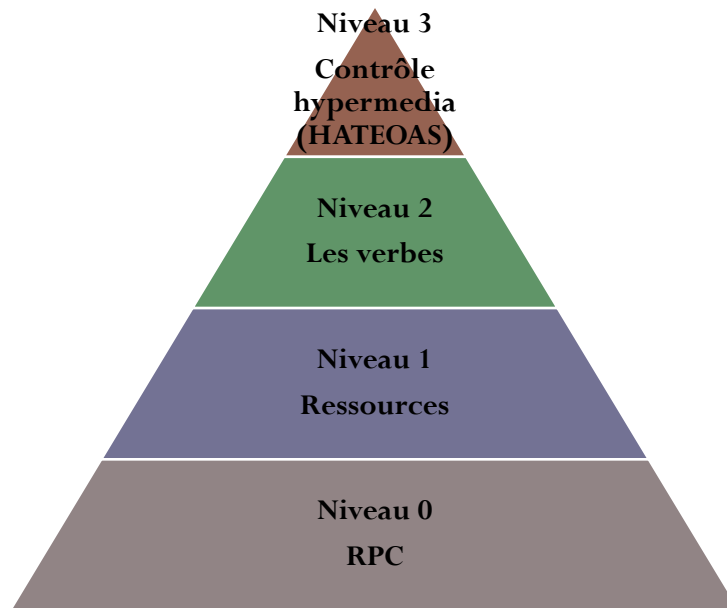 Niveau 3
Contrôle
hypermedia
(HATEOAS)
Niveau 2
Les verbes
Niveau 1
Ressources
Niveau 0
RPC